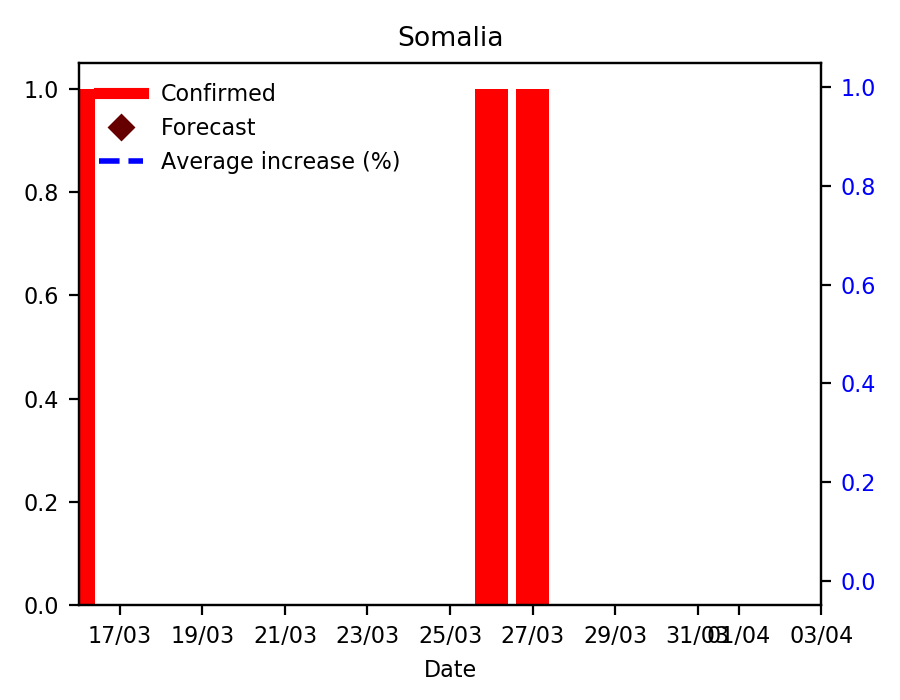 Somalia
1.0 Confirmed 1.0
Forecast
Average increase (%)
0.8 0.8
0.6 0.6
0.4 0.4
0.2 0.2
0.0 0.0
17/03 19/03 21/03 23/03 25/03 27/03 29/03 31/03 01/04 03/04
Date